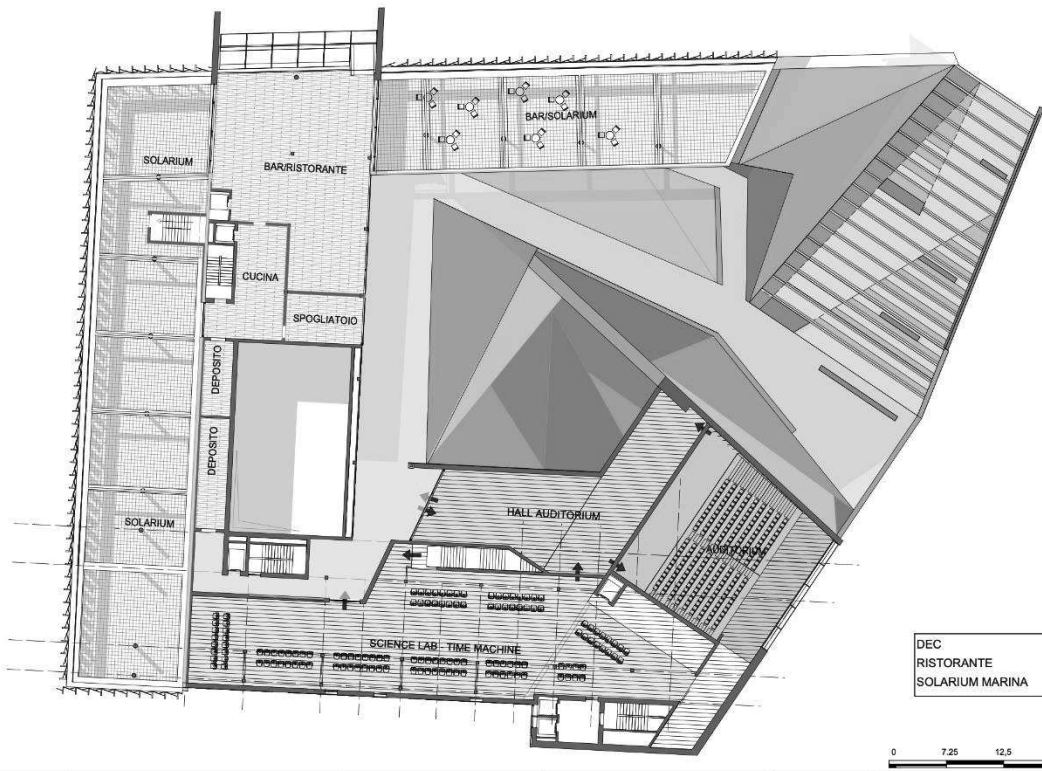 BAR/SOLARIUM
SOLARIUM
BAR/RISTORANTE
CUCINA
SPOGLIATOIO
DEPOSITO
DEPOSITO
HALL AUDITORIUM
SOLARIUM
AUDITORIUM
SCIENCE LAB - TIME MACHINE
DEC
RISTORANTE
SOLARIUM MARINA
0 7.25 12,5